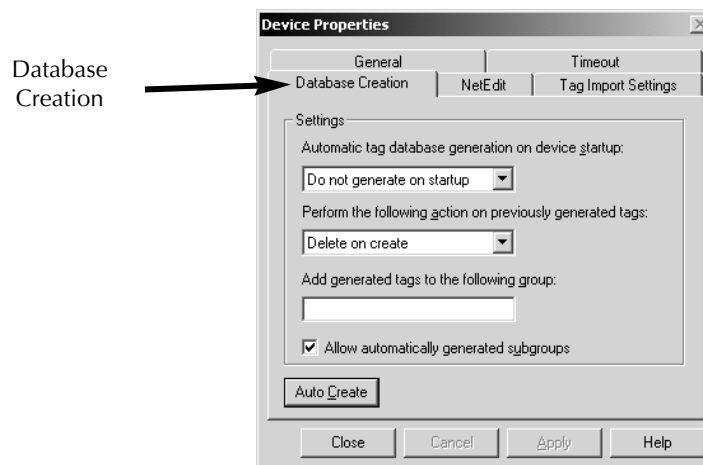 Database
Creation
Device Properties
General
Timeout
Database Creation
NetEdit
Tag Import Settings
Settings
Automatic tag database generation on device startup:
Do not generate on startup
Perform the following action on previously generated tags:
Delete on create
Add generated tags to the following group:
Allow automatically generated subgroups
Auto Create
Close
Cancel
Apply
Help